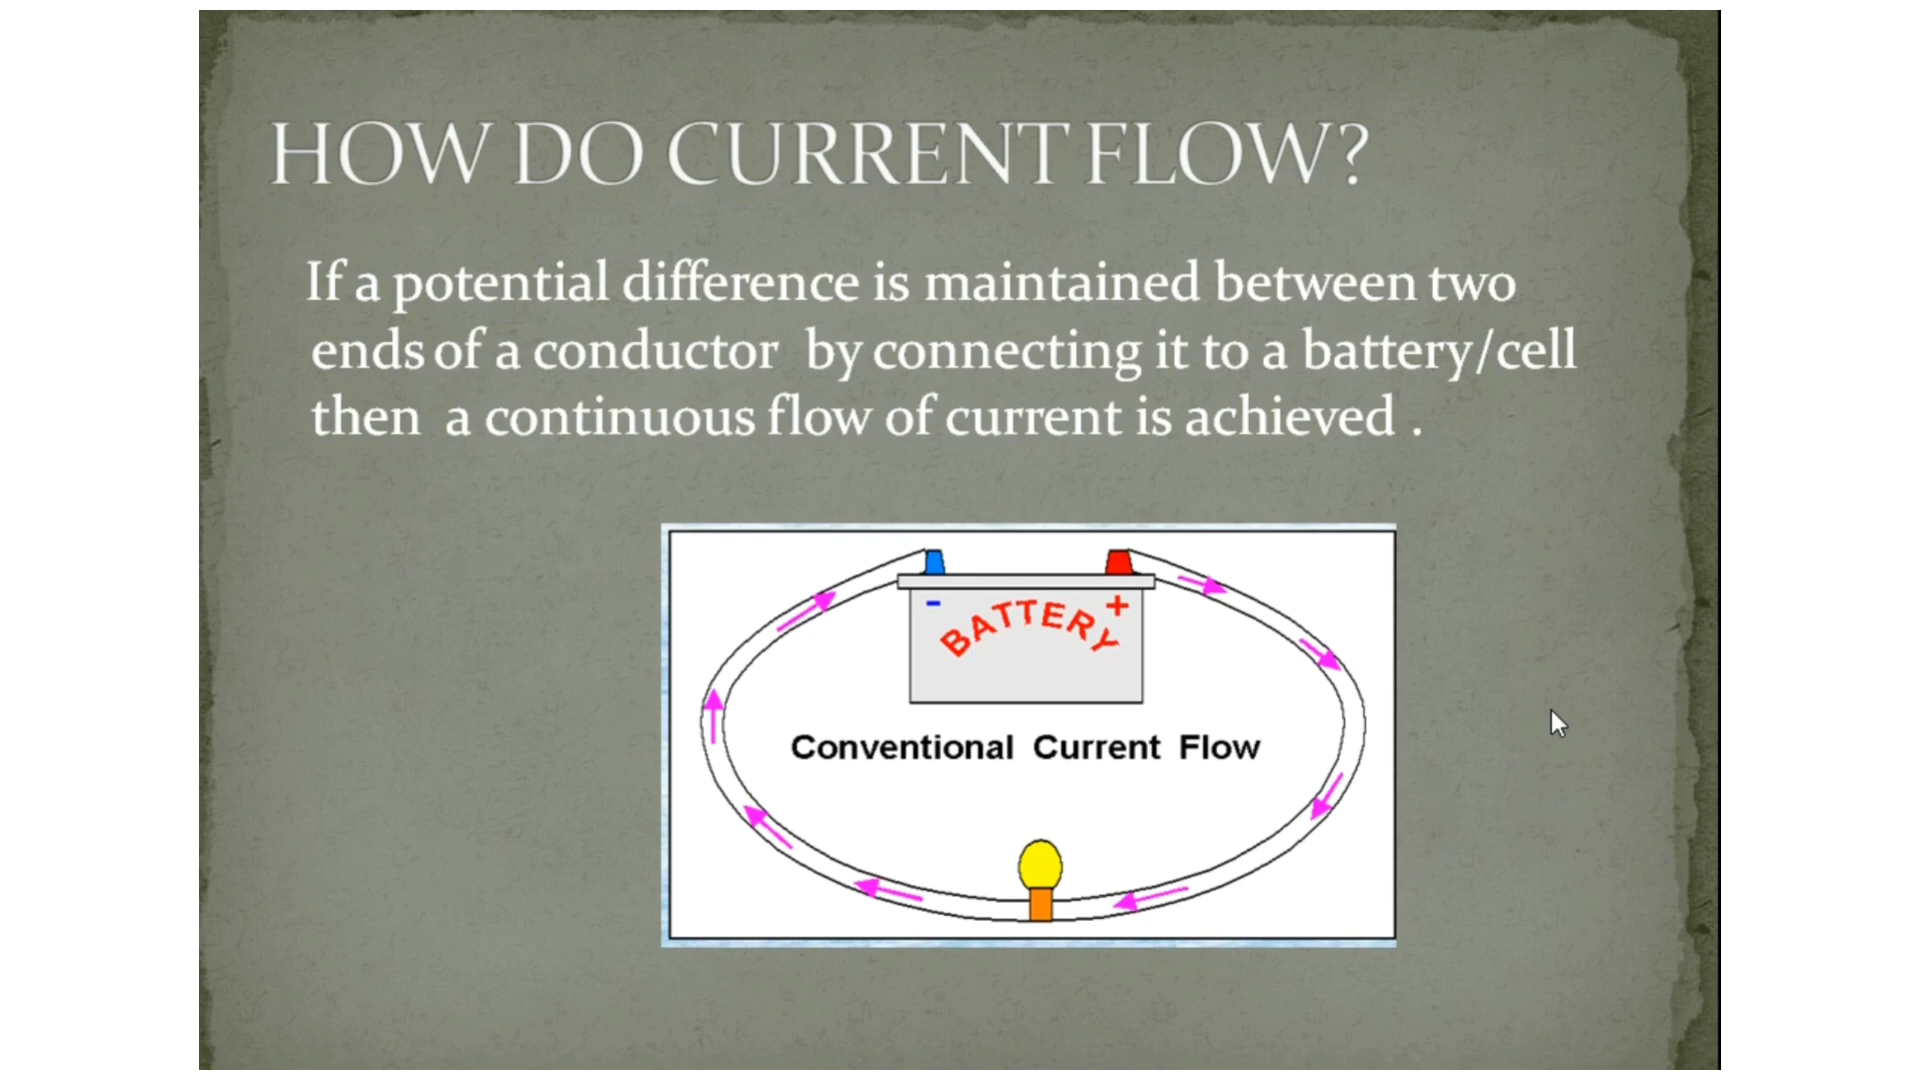 HOW DO CURRENT FLOW?
If a potential difference is maintained between two
ends of a conductor by connecting it to a battery/cell
then a continuous flow of current is achieved .
- +
BATTERY
Conventional Current Flow